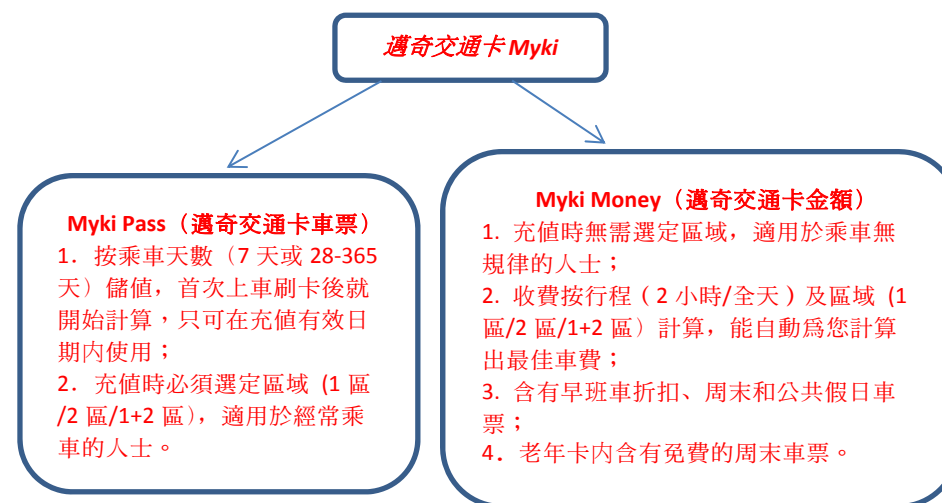 邁奇交通卡 Myki
Myki Pass（邁奇交通卡車票）
1．按乘車天數（7 天或 28-365
天）儲值，首次上車刷卡後就
開始計算，只可在充值有效日
期内使用；
2．充值時必須選定區域 (1 區
/2 區/1+2 區)，適用於經常乘
車的人士。
Myki Money（邁奇交通卡金額）
1. 充值時無需選定區域，適用於乘車無
規律的人士；
2. 收費按行程（2 小時/全天）及區域 (1
區/2 區/1+2 區）計算，能自動爲您計算
出最佳車費；
3. 含有早班車折扣、周末和公共假日車
票；
4．老年卡内含有免費的周末車票。